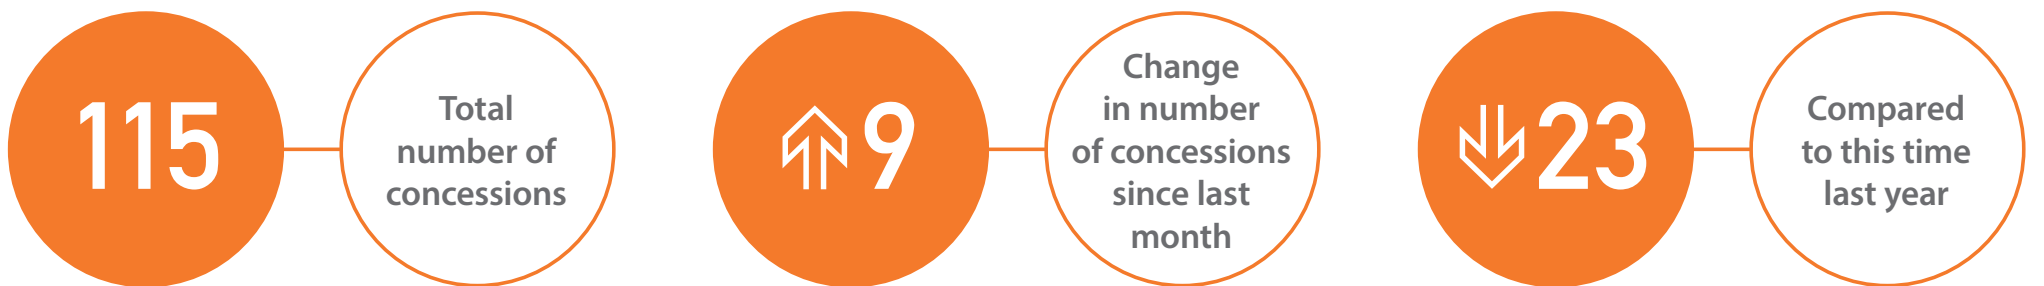 115
Total
number of
concessions
9
Change
in number
of concessions
since last
month
23
Compared
to this time
last year